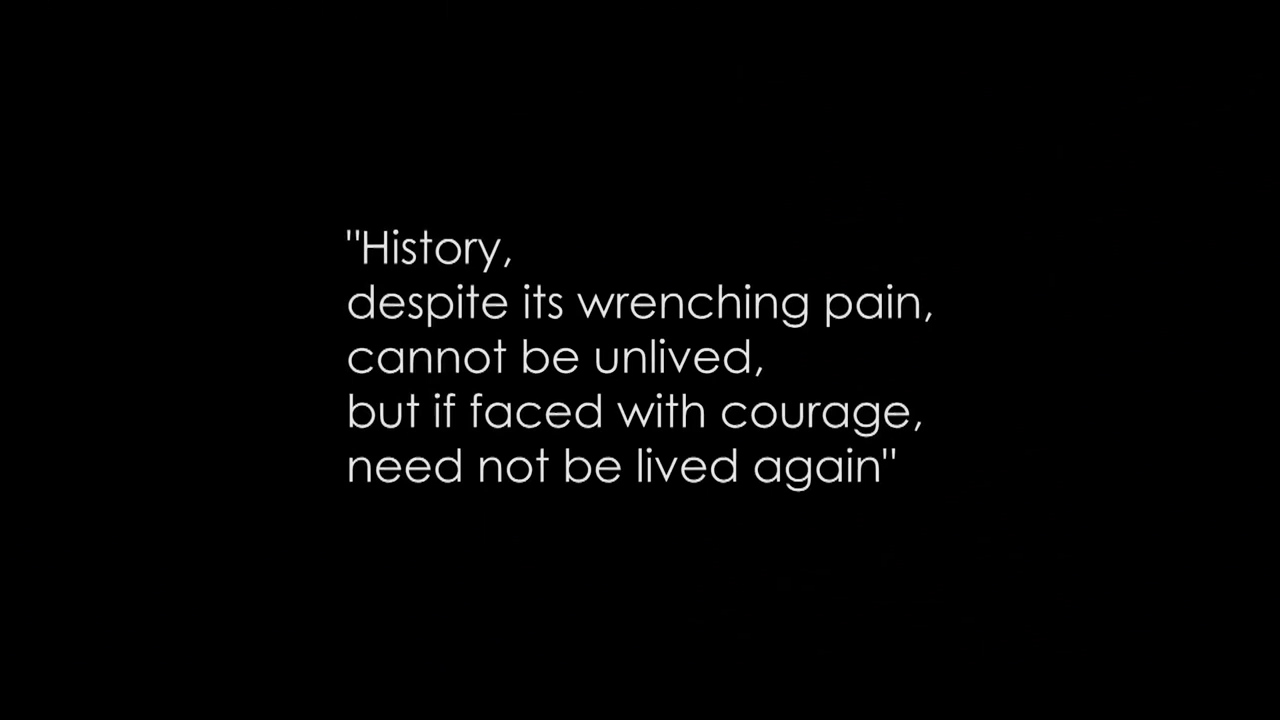 "History,
despite its wrenching pain,
cannot be unlived,
but if faced with courage,
need not be lived again"